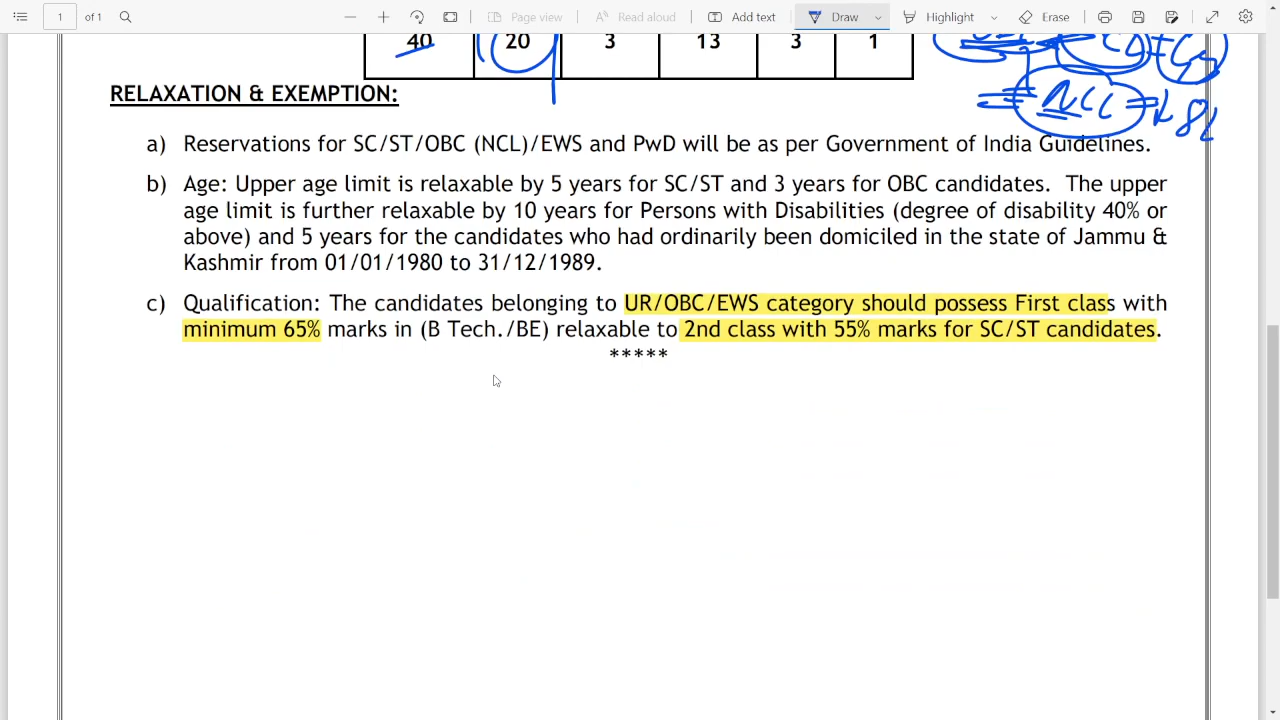 1 of 1 Page view Read aloud Add text Draw Highlight Erase
40 20 3 13 3 1
RELAXATION & EXEMPTION:
NCC
a) Reservations for SC/ST/OBC (NCL)/EWS and PwD will be as per Government of India Guidelines.
b) Age: Upper age limit is relaxable by 5 years for SC/ST and 3 years for OBC candidates. The upper
age limit is further relaxable by 10 years for Persons with Disabilities (degree of disability 40% or
above) and 5 years for the candidates who had ordinarily been domiciled in the state of Jammu &
Kashmir from 01/01/1980 to 31/12/1989.
c) Qualification: The candidates belonging to UR/OBC/EWS category should possess First class with
minimum 65% marks in (B Tech./BE) relaxable to 2nd class with 55% marks for SC/ST candidates.
*****